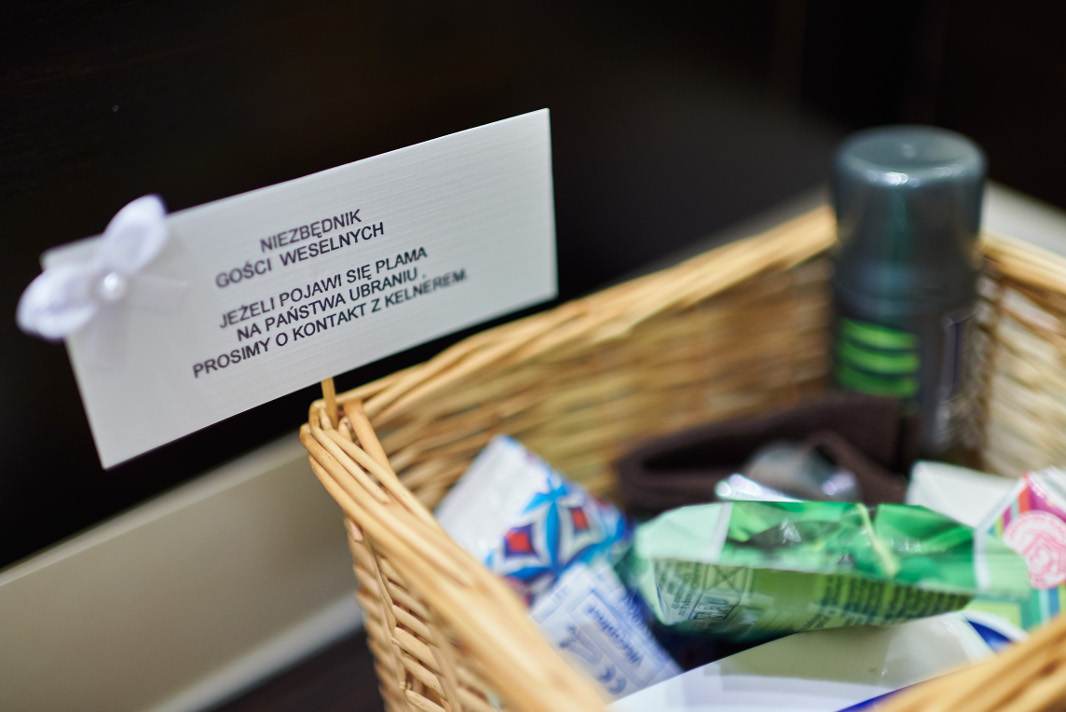 NIEZBĘDNIK
GOŚCI WESELNYCH
JEŻELI POJAWI SIĘ PLAMA
NA PAŃSTWA UBRANIU .
PROSIMY O KONTAKT Z KELNEREM.